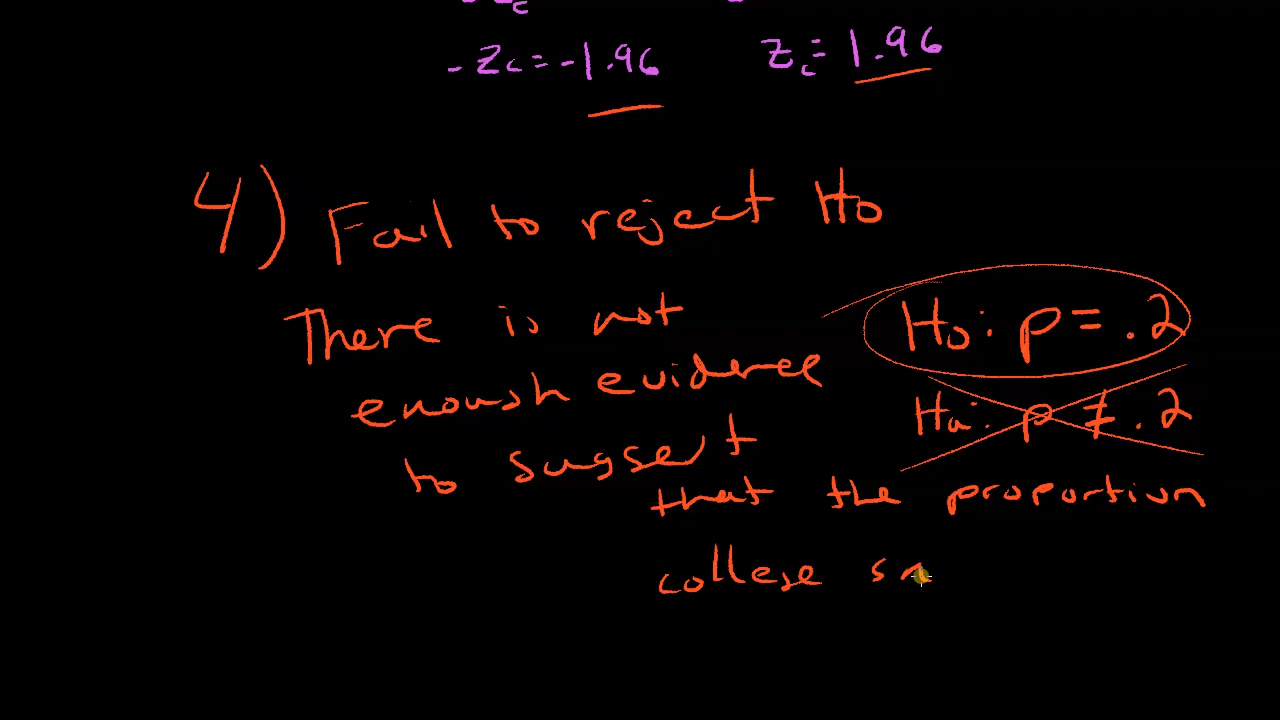 -Zc = -1.96 Zc = 1.96
4) Fail to reject Ho
There is not
enough evidence
to suggest
Ho: p = .2
Ha: p ≠ .2
that the proportion
college